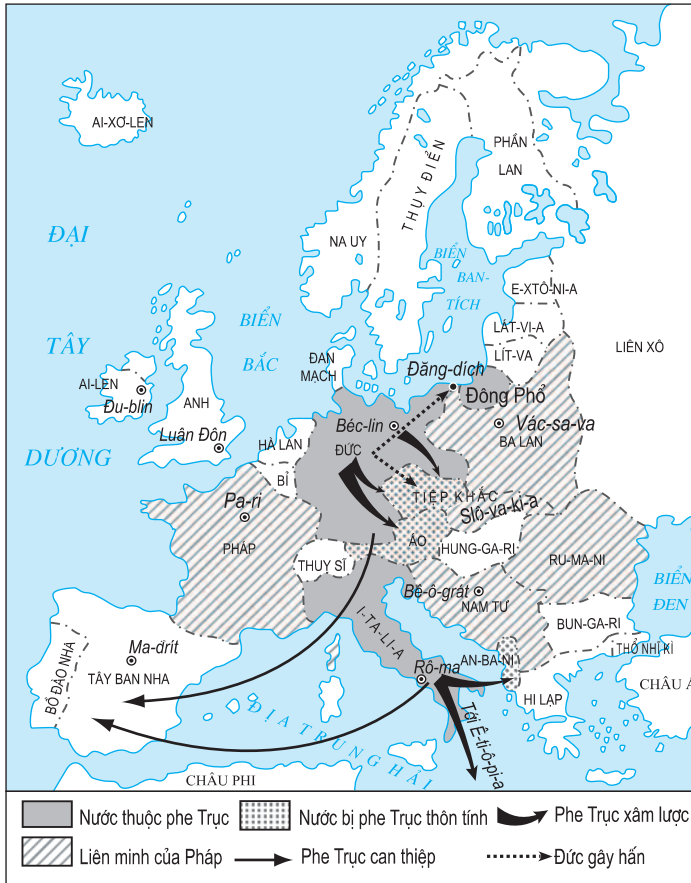 AI-XƠ-LEN
PHẦN
LAN
THỤY ĐIỂN
NA UY
ĐẠI
TÂY
DƯƠNG
BIỂN
BAN-
TÍCH
BIỂN
BẮC
E-XTÔ-NI-A
LÁT-VI-A
LÍT-VA
LIÊN XÔ
ĐAN
MẠCH
Đăng-dích
Đông Phổ
AI-LEN
Đu-blin
ANH
Luân Đôn
HÀ LAN
BỈ
Béc-lin
ĐỨC
Vác-sa-va
BA LAN
TIỆP KHẮC
Slô-va-ki-a
Pa-ri
PHÁP
THUỴ SĨ
ÁO
HUNG-GA-RI
RU-MA-NI
Bê-ô-grát
NAM TƯ
BIỂN
ĐEN
BUN-GA-RI
THỔ NHĨ KÌ
CHÂU Á
I-TA-LI-A
Rô-ma
AN-BA-NI
HI LẠP
Tới Ê-ti-ô-pi-a
Ma-đrít
TÂY BAN NHA
BỒ ĐÀO NHA
ĐỊA TRUNG HẢI
CHÂU PHI
Nước thuộc phe Trục
Nước bị phe Trục thôn tính
Phe Trục xâm lược
Liên minh của Pháp
Phe Trục can thiệp
Đức gây hấn